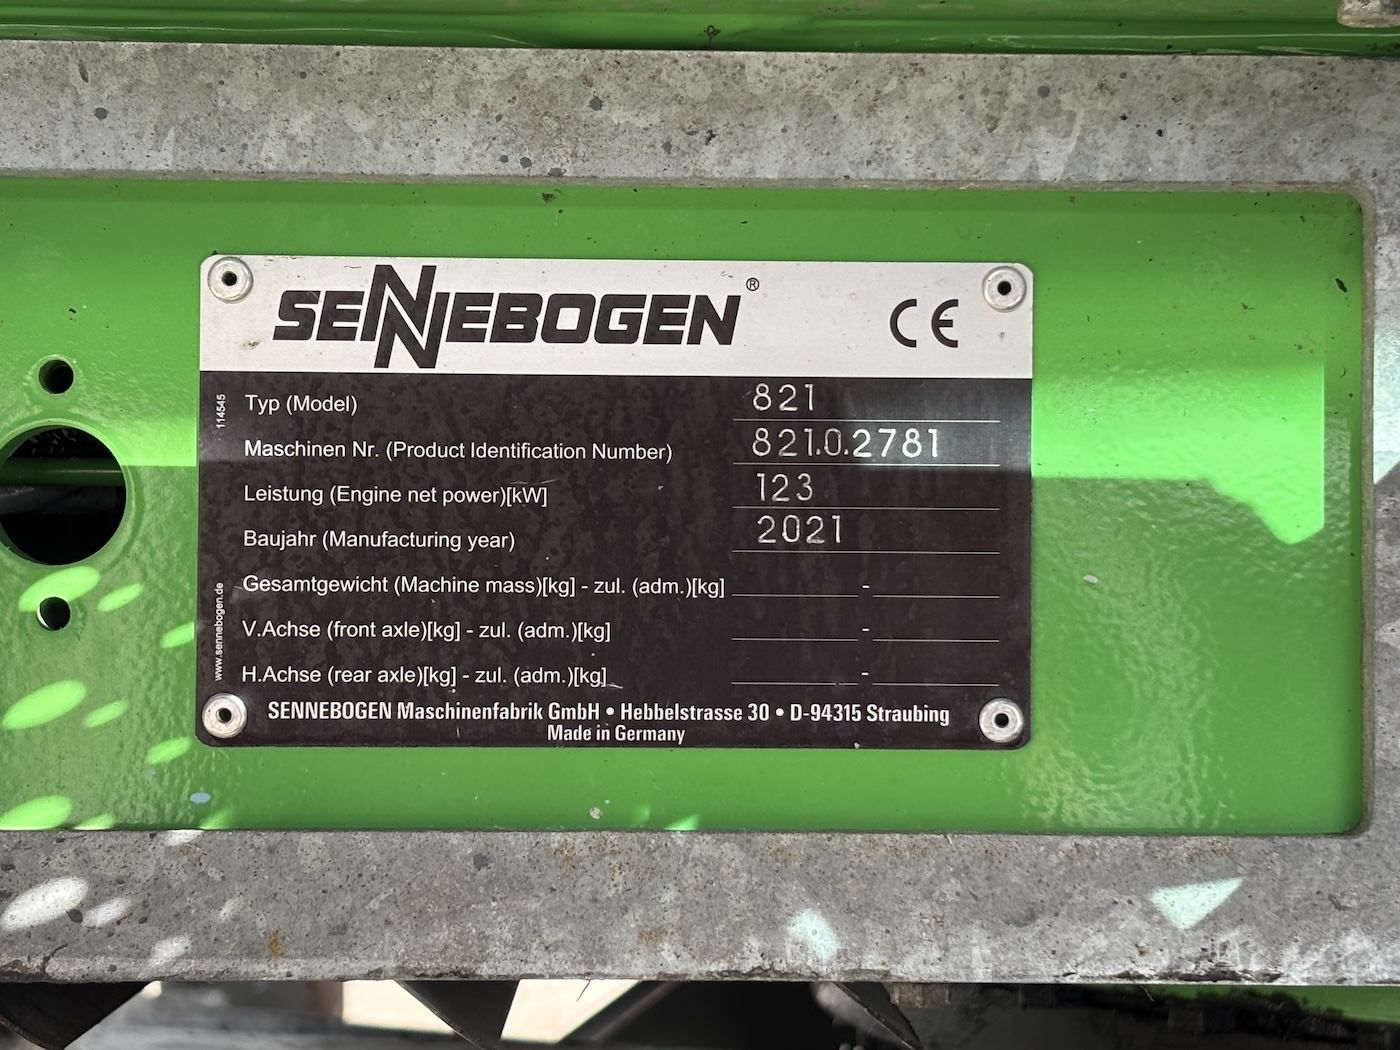 SENNEBOGEN®
CE
114545
Typ (Model) 821
Maschinen Nr. (Product Identification Number) 821.0.2781
Leistung (Engine net power)[kW] 123
Baujahr (Manufacturing year) 2021
Gesamtgewicht (Machine mass)[kg] - zul. (adm.)[kg] -
V.Achse (front axle)[kg] - zul. (adm.)[kg] -
H.Achse (rear axle)[kg] - zul. (adm.)[kg] -
www.sennebogen.de
SENNEBOGEN Maschinenfabrik GmbH • Hebbelstrasse 30 • D-94315 Straubing
Made in Germany